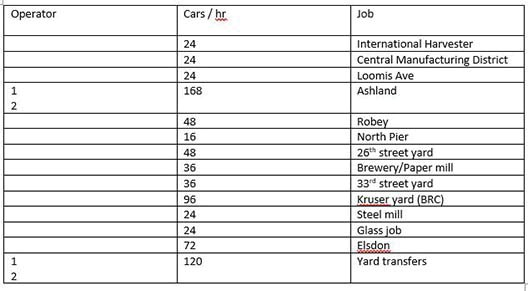 Operator Cars / hr Job
24 International Harvester
24 Central Manufacturing District
24 Loomis Ave
1 168 Ashland
2
48 Robey
16 North Pier
48 26th street yard
36 Brewery/Paper mill
36 33rd street yard
96 Kruser yard (BRC)
24 Steel mill
24 Glass job
72 Elsdon
1 120 Yard transfers
2